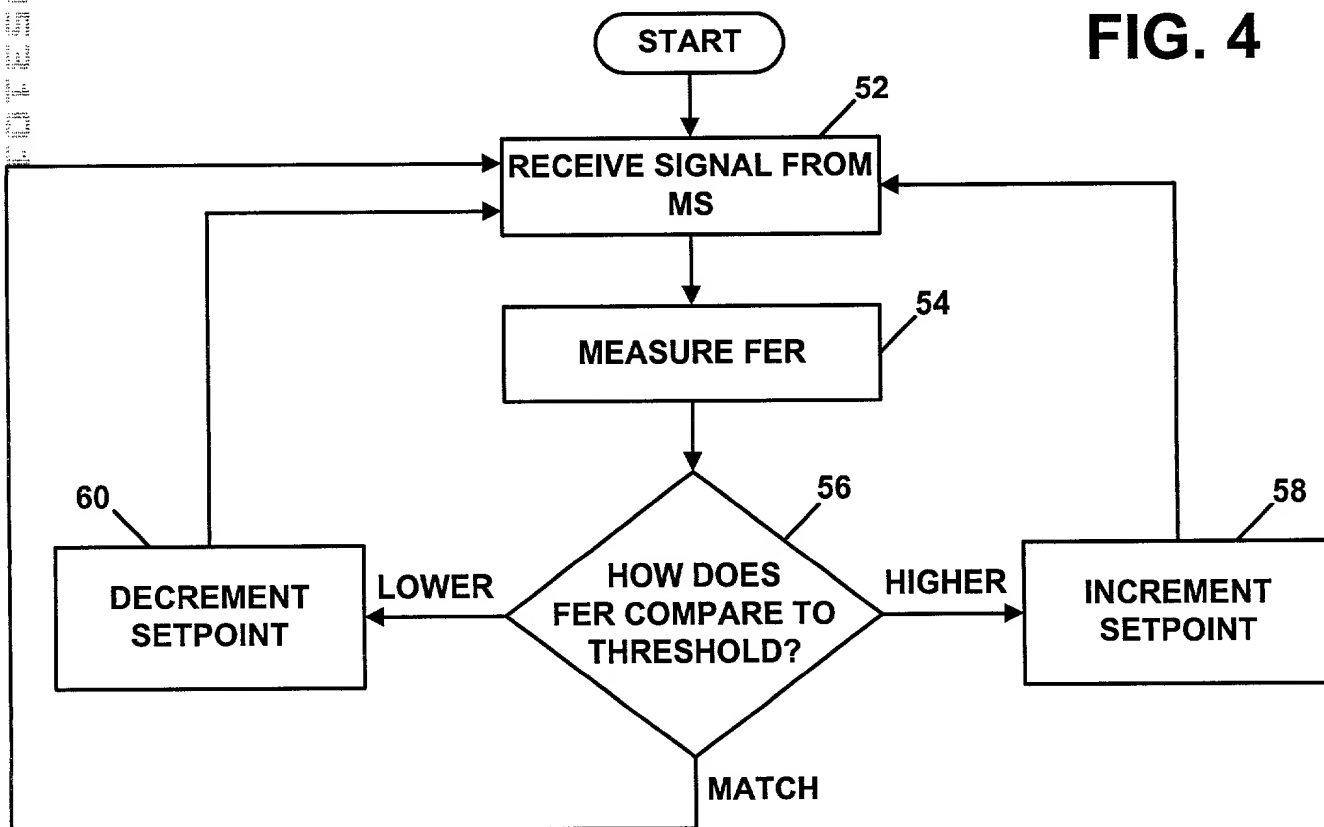 FIG. 4
START
52
RECEIVE SIGNAL FROM
MS
54
MEASURE FER
56
HOW DOES
FER COMPARE TO
THRESHOLD?
60
LOWER
DECREMENT
SETPOINT
HIGHER
58
INCREMENT
SETPOINT
MATCH